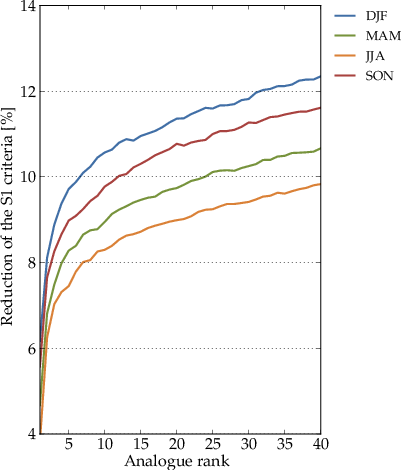 14
12
10
8
6
4
5 10 15 20 25 30 35 40
Analogue rank
Reduction of the S1 criteria [%]
DJF
MAM
JJA
SON